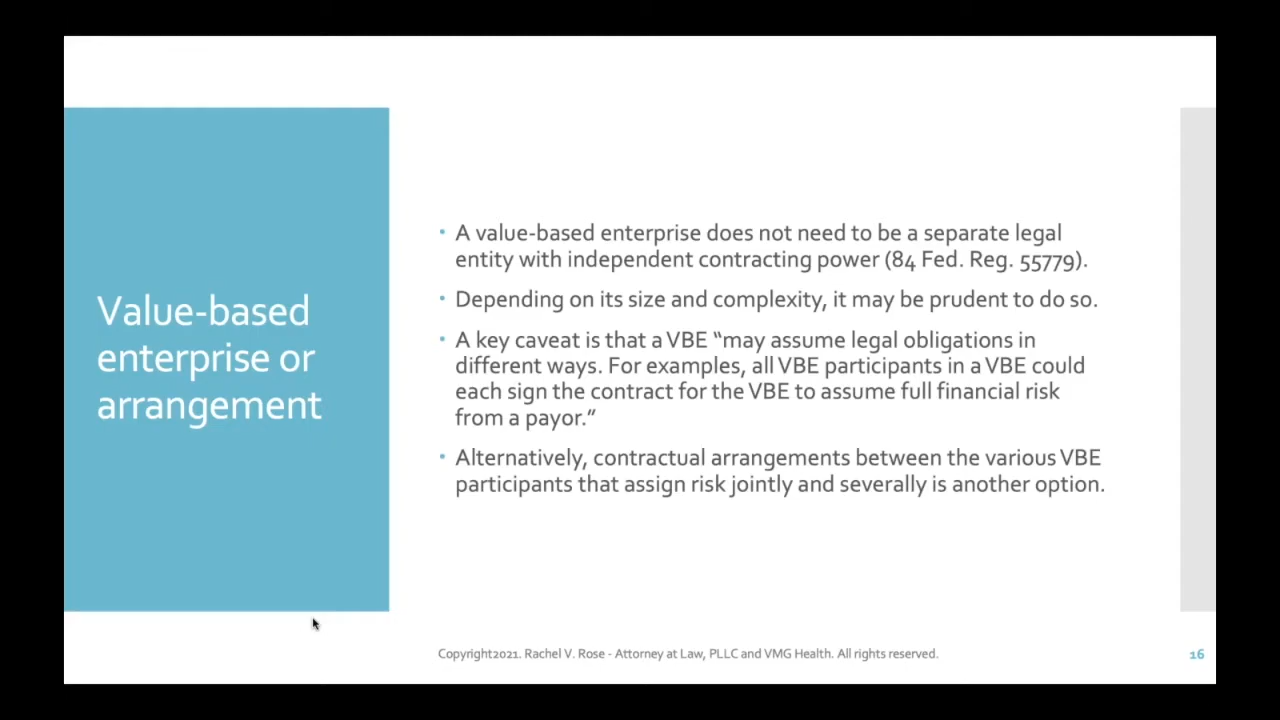 Value-based
enterprise or
arrangement
• A value-based enterprise does not need to be a separate legal
entity with independent contracting power (84 Fed. Reg. 55779).
• Depending on its size and complexity, it may be prudent to do so.
• A key caveat is that a VBE “may assume legal obligations in
different ways. For examples, all VBE participants in a VBE could
each sign the contract for the VBE to assume full financial risk
from a payor.”
• Alternatively, contractual arrangements between the various VBE
participants that assign risk jointly and severally is another option.
Copyright2021. Rachel V. Rose - Attorney at Law, PLLC and VMG Health. All rights reserved.
16